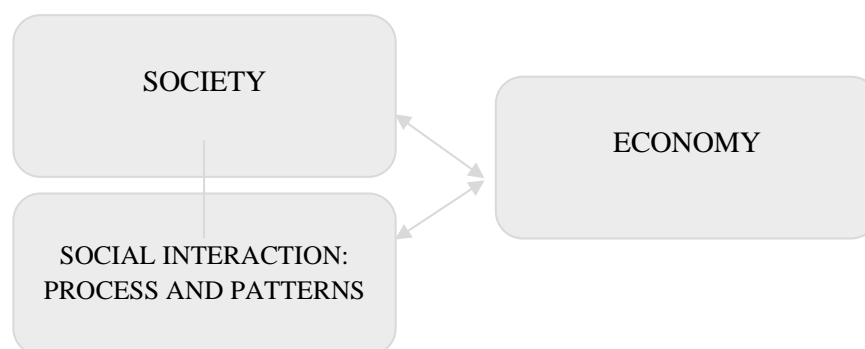 SOCIETY
ECONOMY
SOCIAL INTERACTION:
PROCESS AND PATTERNS